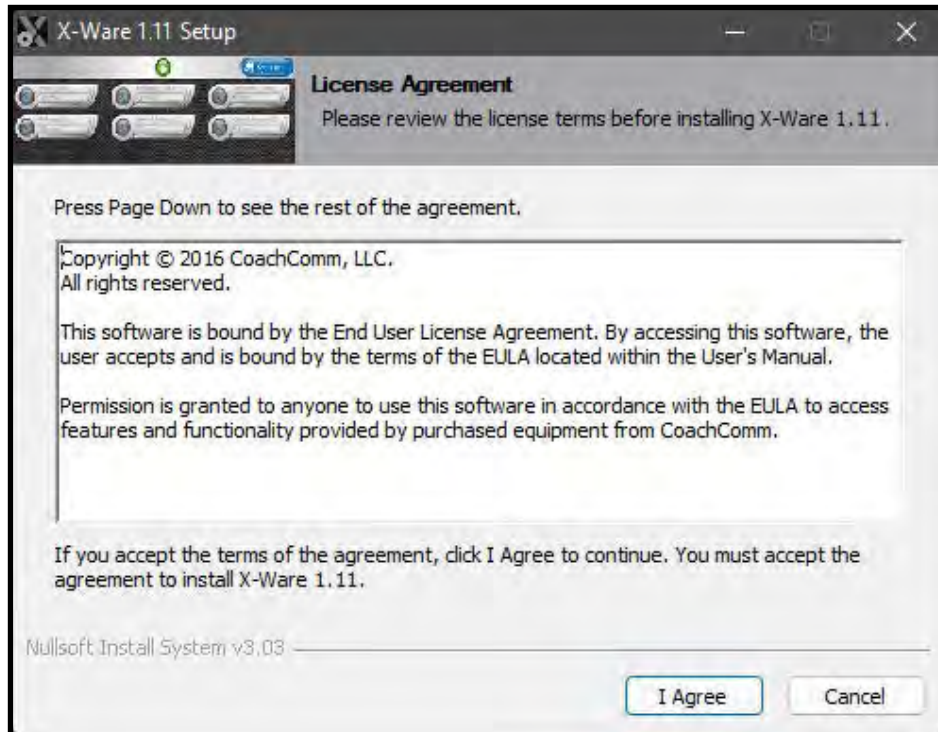 X-Ware 1.11 Setup
License Agreement
Please review the license terms before installing X-Ware 1.11.
Press Page Down to see the rest of the agreement.
Copyright © 2016 CoachComm, LLC.
All rights reserved.
This software is bound by the End User License Agreement. By accessing this software, the
user accepts and is bound by the terms of the EULA located within the User's Manual.
Permission is granted to anyone to use this software in accordance with the EULA to access
features and functionality provided by purchased equipment from CoachComm.
If you accept the terms of the agreement, click I Agree to continue. You must accept the
agreement to install X-Ware 1.11.
Nullsoft Install System v3.03
I Agree
Cancel